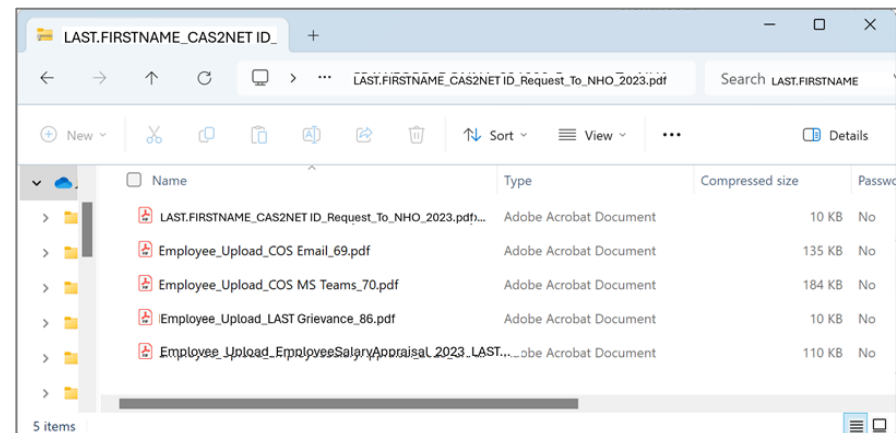 LAST.FIRSTNAME_CAS2NET ID_
LAST.FIRSTNAME_CAS2NET ID_Request_To_NHO_2023.pdf Search LAST.FIRSTNAME
New Sort View ... Details
Name Type Compressed size Passwo
LAST.FIRSTNAME_CAS2NET ID_Request_To_NHO_2023.pdf... Adobe Acrobat Document 10 KB No
Employee_Upload_COS Email_69.pdf Adobe Acrobat Document 135 KB No
Employee_Upload_COS MS Teams_70.pdf Adobe Acrobat Document 184 KB No
Employee_Upload_LAST Grievance_86.pdf Adobe Acrobat Document 10 KB No
Employee_Upload_EmployeeSalaryAppraisal_2023_LAST... obe Acrobat Document 110 KB No
5 items